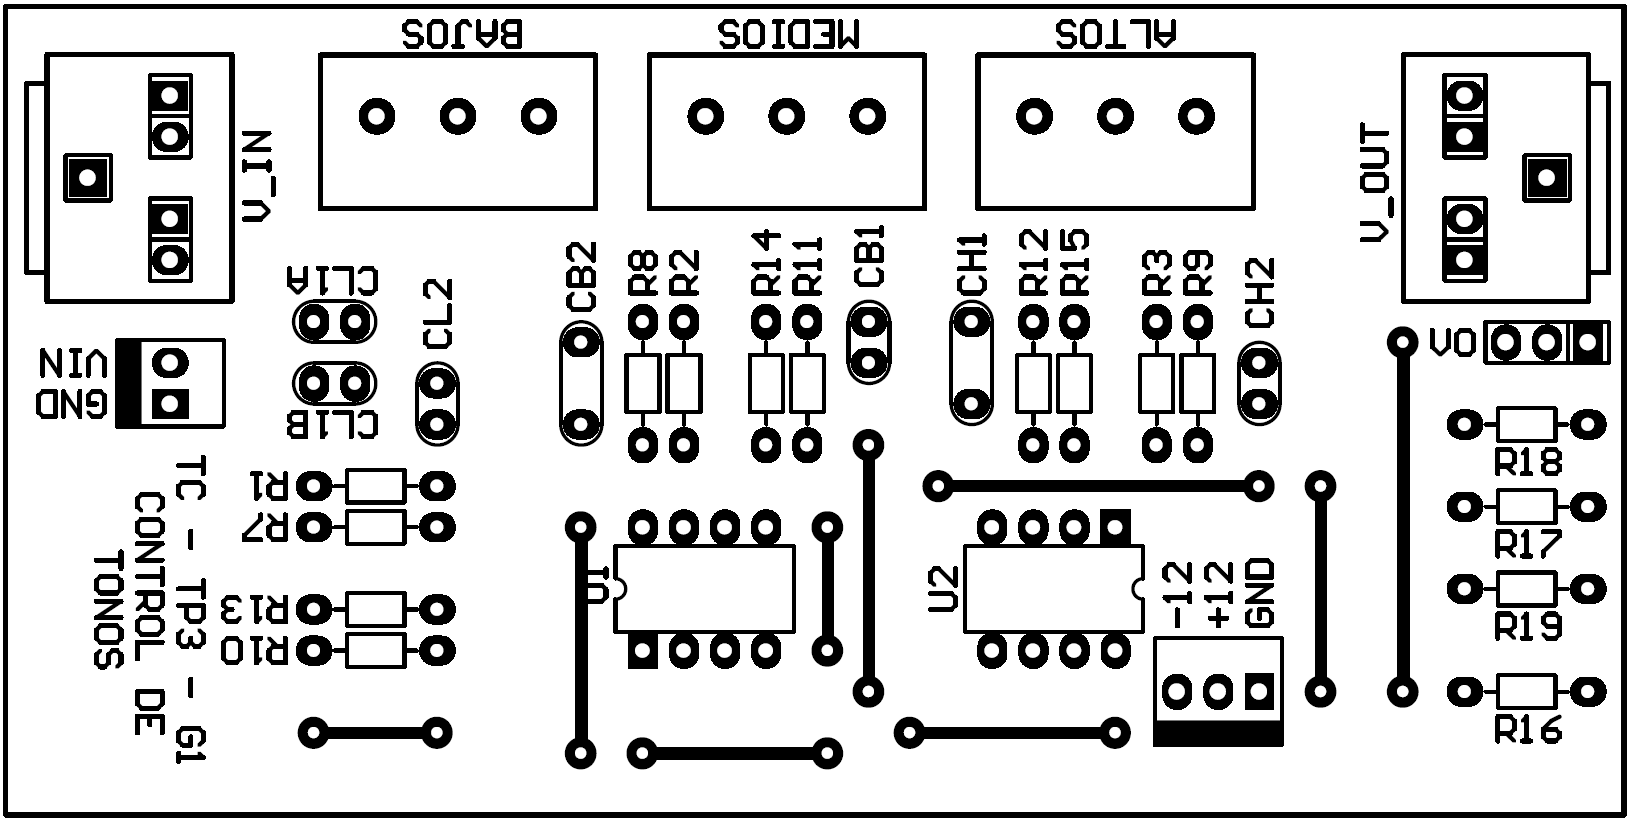 BAJOS
MEDIOS
ALTOS
V_IN
V_OUT
CL1A
CL2
CB2
R8
R2
R14
R11
CB1
CH1
R12
R15
R3
R9
CH2
VIN
GND
CL1B
VO
R18
R17
R19
R16
R1
R7
R13
R10
TC - TP3 - G1
CONTROL DE
TONOS
U1
U2
-12
+12
GND